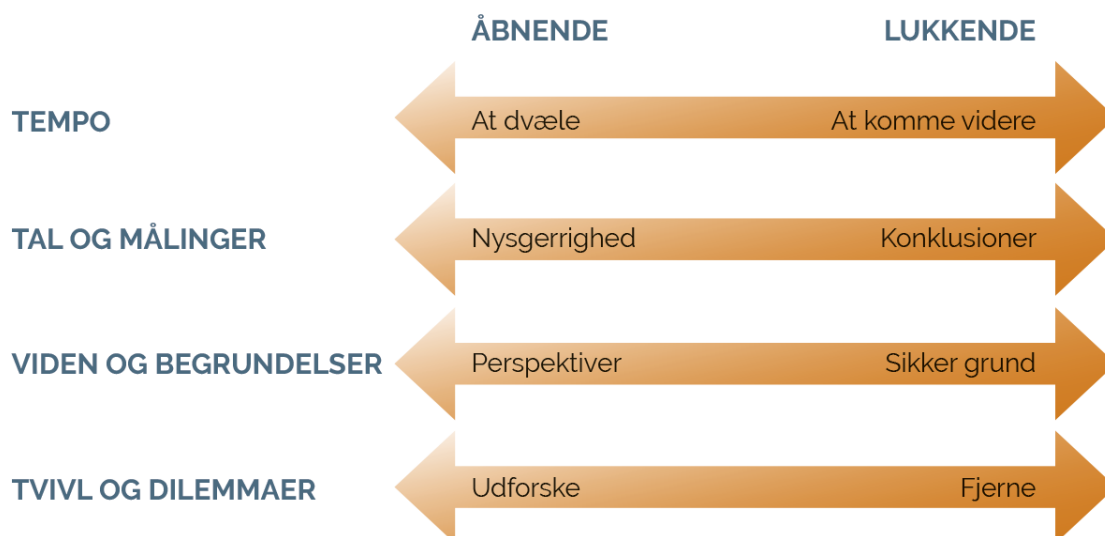 ÅBNENDE LUKKENDE
TEMPO At dvæle At komme videre
TAL OG MÅLINGER Nysgerrighed Konklusioner
VIDEN OG BEGRUNDELSER Perspektiver Sikker grund
TVIVL OG DILEMMAER Udforske Fjerne